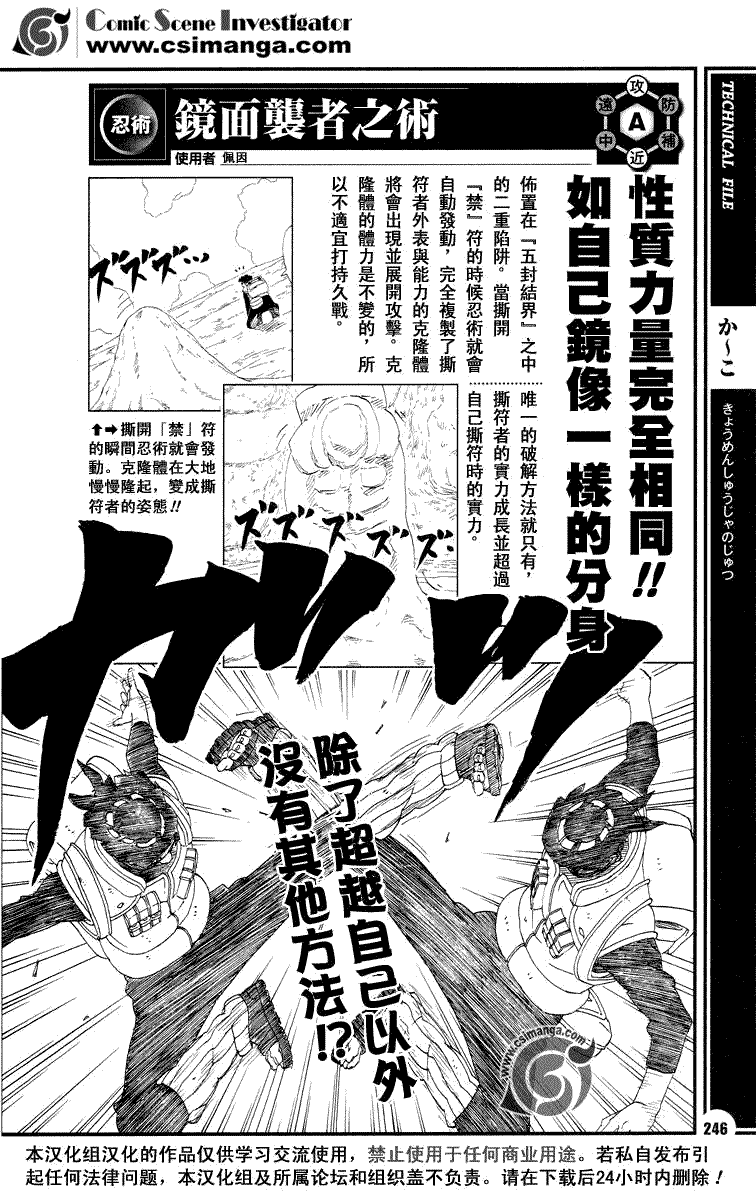 Comic Scene Investigator
www.csimanga.com
TECHNICAL FILE
か～こ
きょうめんしゅうじゃのじゅつ
忍術
鏡面襲者之術
使用者 佩因
攻
防
補
近
中
遠
A
性質力量完全相同!!
如自己鏡像一樣的分身
佈置在『五封結界』之中
的二重陷阱。當撕開
『禁』符的時候忍術就會
自動發動，完全複製了撕
符者外表與能力的克隆體
將會出現並展開攻擊。克
隆體的體力是不變的，所
以不適宜打持久戰。
唯一的破解方法就只有，
撕符者的實力成長並超過
自己撕符時的實力。
ズズズ…
⬆➡撕開「禁」符
的瞬間忍術就會發
動。克隆體在大地
慢慢隆起，變成撕
符者的姿態!!
ズズズズズ…
ガッ
除了超越自己以外
沒有其他方法!?
www.csimanga.com
246
本汉化组汉化的作品仅供学习交流使用，禁止使用于任何商业用途。若私自发布引
起任何法律问题，本汉化组及所属论坛和组织盖不负责。请在下载后24小时内删除！